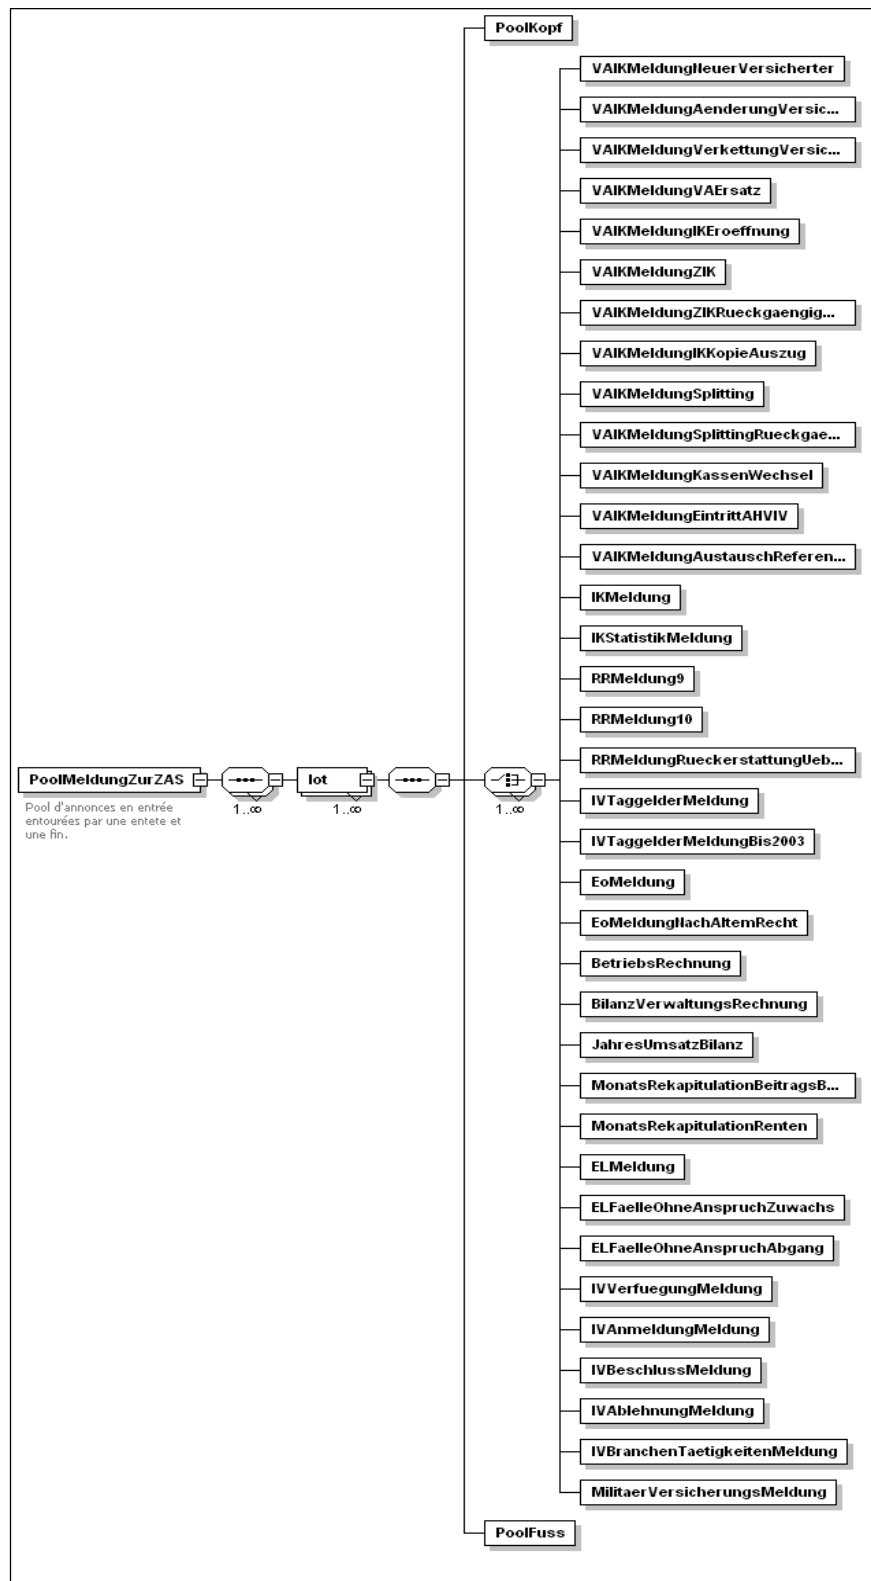 PoolKopf
VAIKMeldungNeuerVersicherter
VAIKMeldungAenderungVersic...
VAIKMeldungVerkettungVersic...
VAIKMeldungVAErsatz
VAIKMeldungIKEroeffnung
VAIKMeldungZIK
VAIKMeldungZIKRueckgaengig...
VAIKMeldungIKKopieAuszug
VAIKMeldungSplitting
VAIKMeldungSplittingRueckgae...
VAIKMeldungKassenWechsel
VAIKMeldungEintrittAHVIV
VAIKMeldungAustauschReferen...
IKMeldung
IKStatistikMeldung
RRMeldung9
RRMeldung10
RRMeldungRueckerstattungUeb...
PoolMeldungZurZAS
lot
Pool d'annonces en entrée
entourées par une entete et
une fin.
1..∞
1..∞
1..∞
IVTaggelderMeldung
IVTaggelderMeldungBis2003
EoMeldung
EoMeldungNachAltemRecht
BetriebsRechnung
BilanzVerwaltungsRechnung
JahresUmsatzBilanz
MonatsRekapitulationBeitragsB...
MonatsRekapitulationRenten
ELMeldung
ELFaelleOhneAnspruchZuwachs
ELFaelleOhneAnspruchAbgang
IVVerfuegungMeldung
IVAnmeldungMeldung
IVBeschlussMeldung
IVAblehnungMeldung
IVBranchenTaetigkeitenMeldung
MilitaerVersicherungsMeldung
PoolFuss